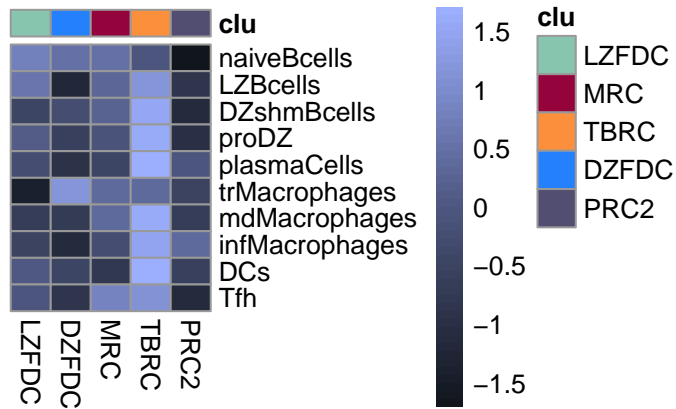 clu
naiveBcells
LZBcells
DZshmBcells
proDZ
plasmaCells
trMacrophages
mdMacrophages
infMacrophages
DCs
Tfh
LZFDC
DZFDC
MRC
TBRC
PRC2
1.5
1
0.5
0
−0.5
−1
−1.5
clu
LZFDC
MRC
TBRC
DZFDC
PRC2